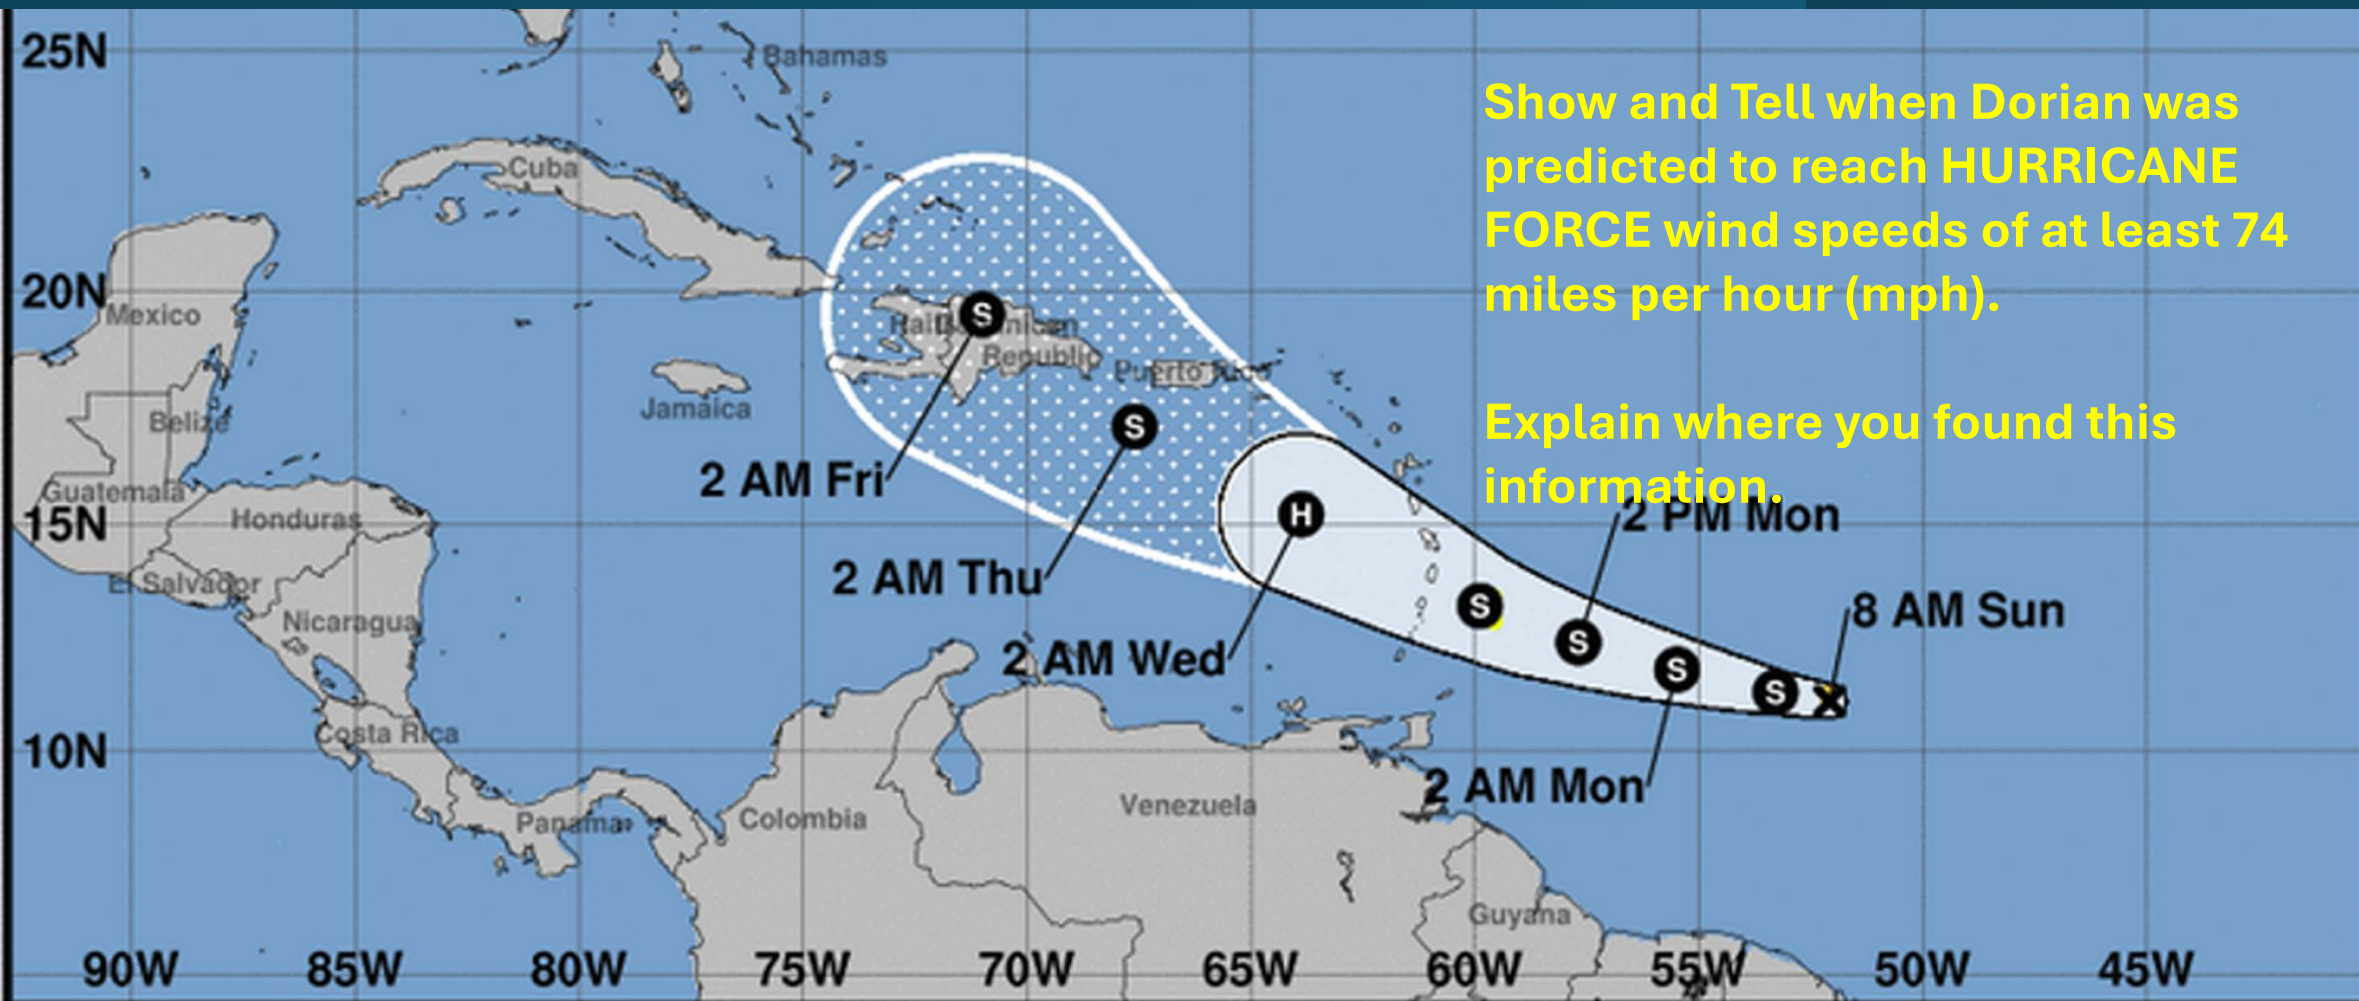 25N
Bahamas
Show and Tell when Dorian was
predicted to reach HURRICANE
FORCE wind speeds of at least 74
miles per hour (mph).
Explain where you found this
information.
Cuba
20N
Mexico
S
Haiti
Dominican
Republic
Puerto Rico
Jamaica
Belize
S
2 AM Fri
Guatemala
15N
Honduras
H
2 PM Mon
El Salvador
2 AM Thu
Nicaragua
S
S
8 AM Sun
2 AM Wed
S
S
X
Costa Rica
10N
2 AM Mon
Panama
Colombia
Venezuela
Guyana
90W 85W 80W 75W 70W 65W 60W 55W 50W 45W